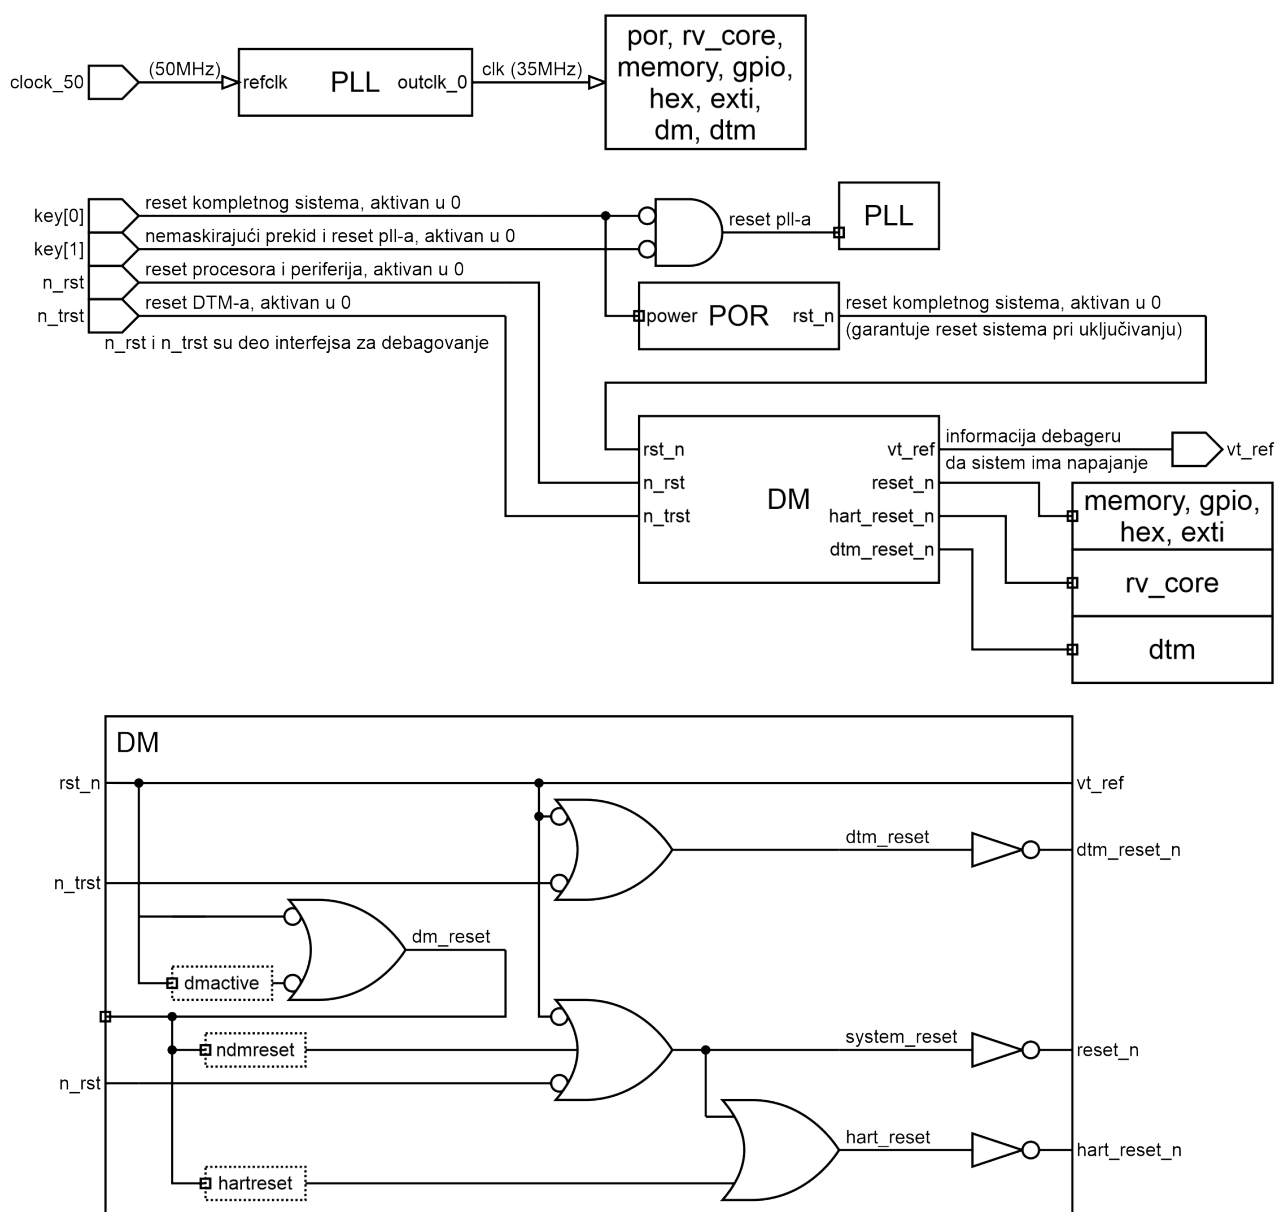 clock_50
(50MHz)
refclk
PLL
outclk_0
clk (35MHz)
por, rv_core,
memory, gpio,
hex, exti,
dm, dtm
key[0]
reset kompletnog sistema, aktivan u 0
key[1]
nemaskirajući prekid i reset pll-a, aktivan u 0
n_rst
reset procesora i periferija, aktivan u 0
n_trst
reset DTM-a, aktivan u 0
n_rst i n_trst su deo interfejsa za debagovanje
reset pll-a
PLL
power
POR
rst_n
reset kompletnog sistema, aktivan u 0
(garantuje reset sistema pri uključivanju)
rst_n
n_rst
n_trst
DM
vt_ref
reset_n
hart_reset_n
dtm_reset_n
informacija debageru
da sistem ima napajanje
vt_ref
memory, gpio,
hex, exti
rv_core
dtm
DM
rst_n
vt_ref
dtm_reset
dtm_reset_n
n_trst
dm_reset
dmactive
ndmreset
system_reset
reset_n
n_rst
hart_reset
hart_reset_n
hartreset